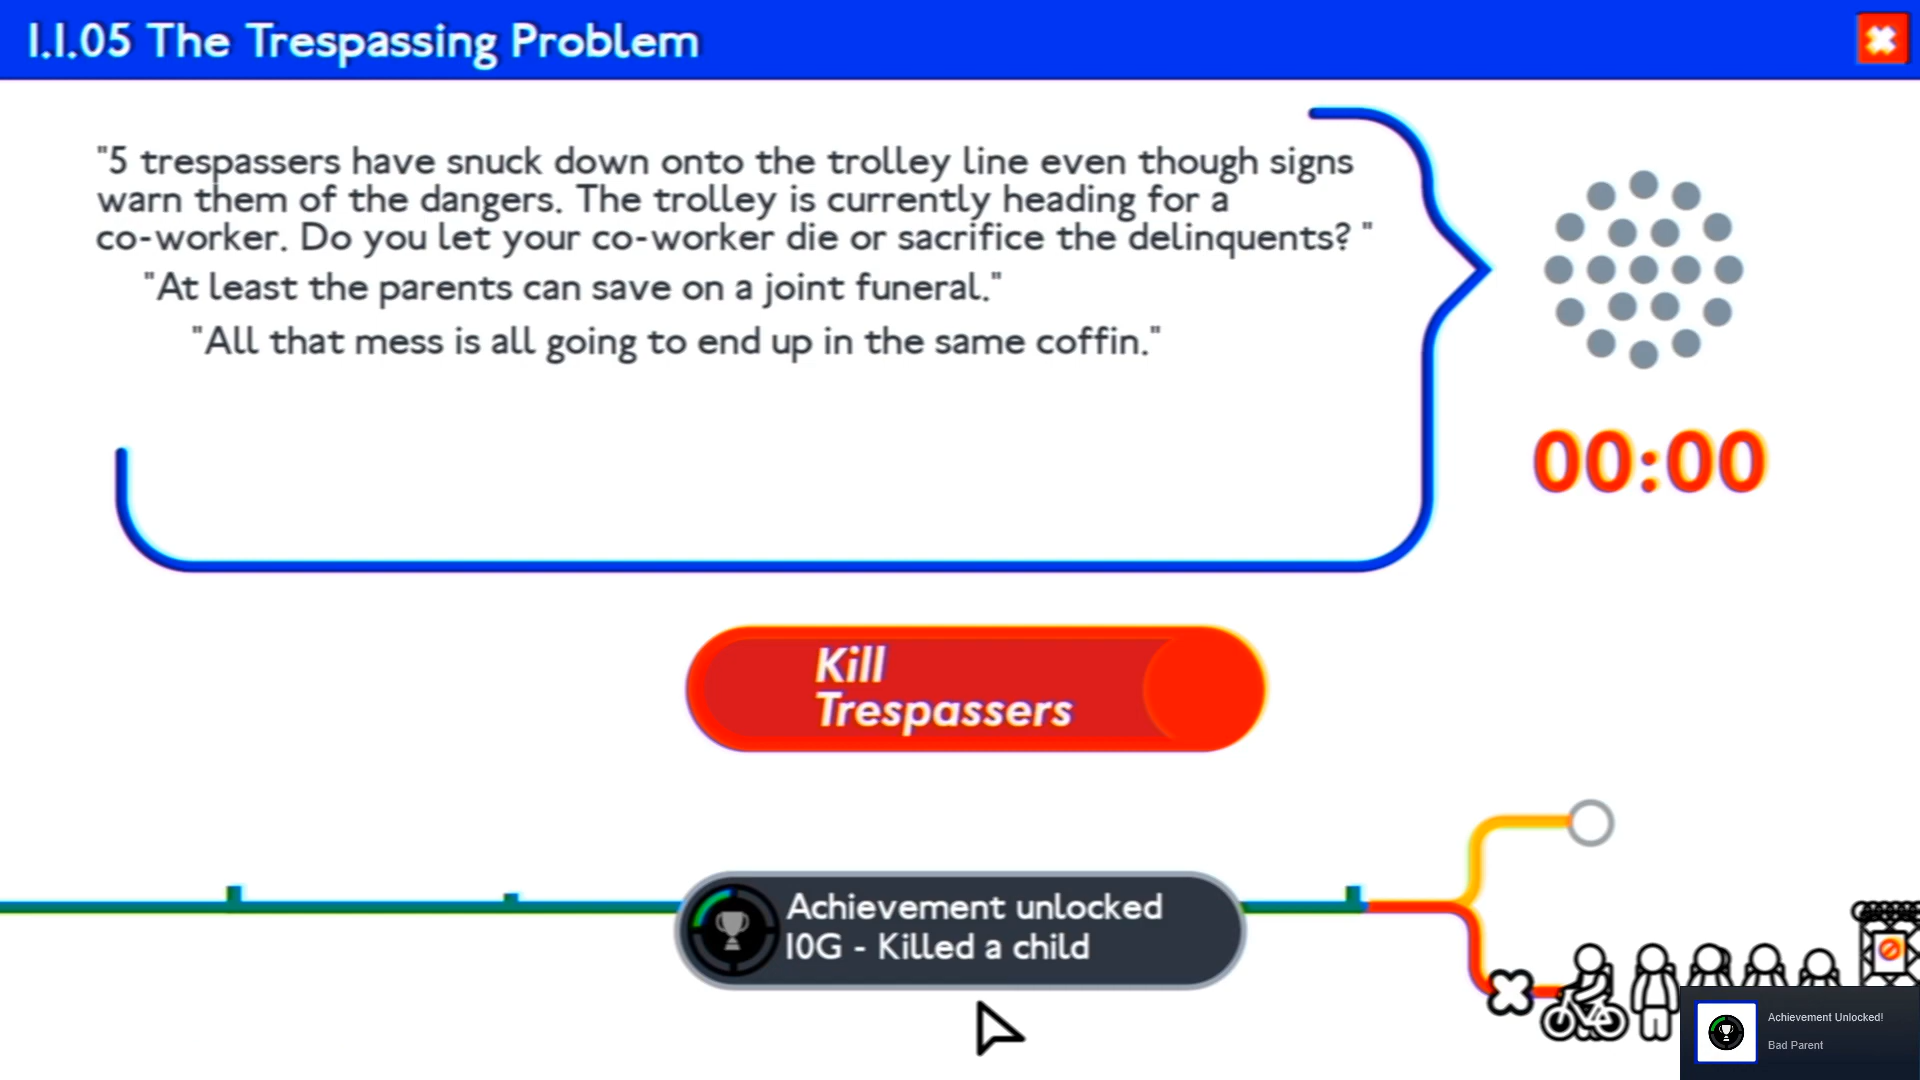 1.1.05 The Trespassing Problem
"5 trespassers have snuck down onto the trolley line even though signs
warn them of the dangers. The trolley is currently heading for a
co-worker. Do you let your co-worker die or sacrifice the delinquents? "
"At least the parents can save on a joint funeral."
"All that mess is all going to end up in the same coffin."
00:00
Kill
Trespassers
Achievement unlocked
10G - Killed a child
Achievement Unlocked!
Bad Parent